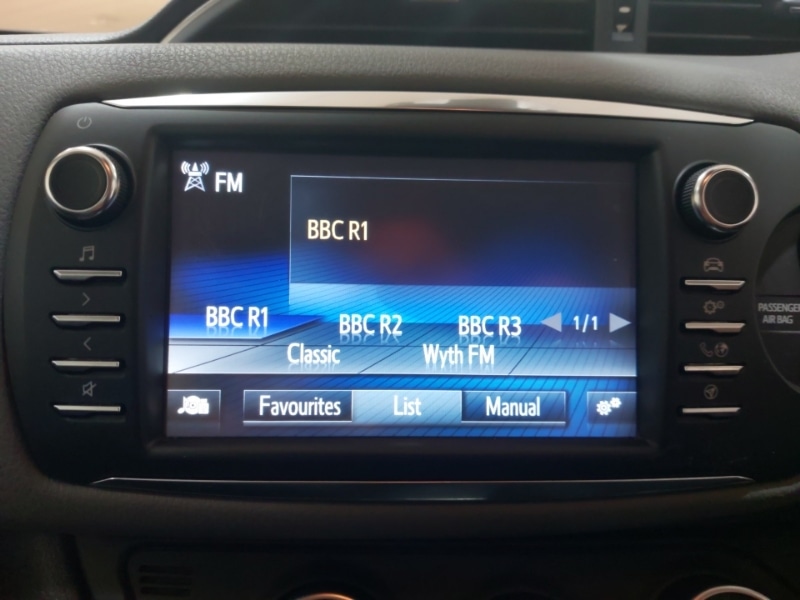 FM
BBC R1
BBC R1 BBC R2 BBC R3 1/1
Classic Wyth FM
Favourites List Manual
PASSENGER
AIR BAG